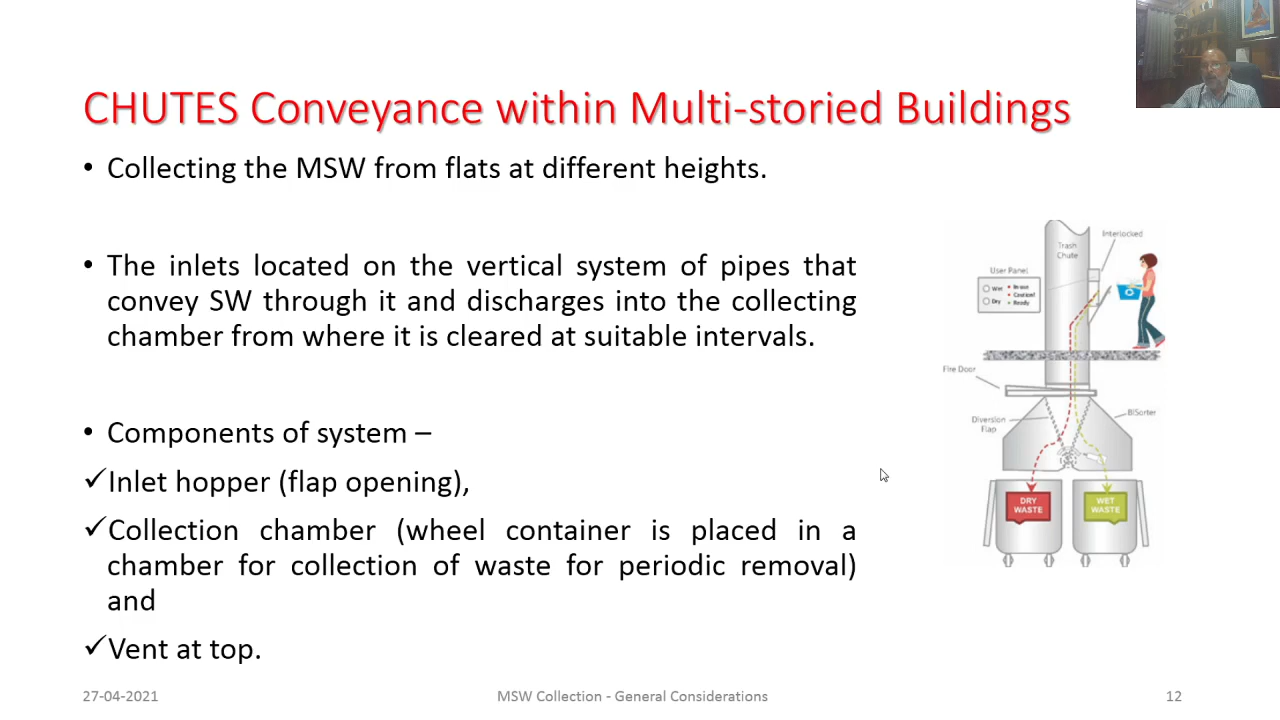 CHUTES Conveyance within Multi-storied Buildings
• Collecting the MSW from flats at different heights.
• The inlets located on the vertical system of pipes that
convey SW through it and discharges into the collecting
chamber from where it is cleared at suitable intervals.
• Components of system –
✓Inlet hopper (flap opening),
✓Collection chamber (wheel container is placed in a
chamber for collection of waste for periodic removal)
and
✓Vent at top.
Trash
Chute
Interlocked
User Panel
Wet
Dry
In use
Caution!
Ready
Fire Door
Diversion
Flap
BiSorter
DRY
WASTE
WET
WASTE
27-04-2021
MSW Collection - General Considerations
12